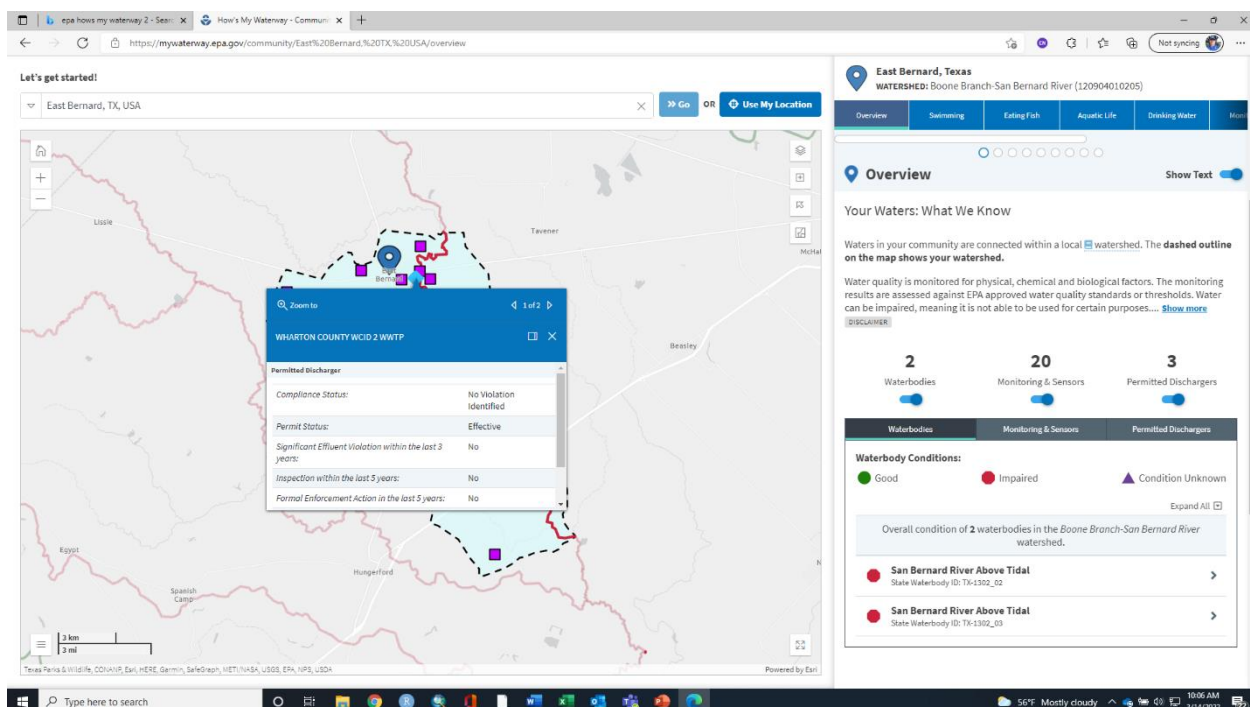 epa hows my waterway 2 - Sear
How's My Waterway - Communi
https://mywaterway.epa.gov/community/East%20Bernard,%20TX,%20USA/overview
Not syncing
Let's get started!
East Bernard, TX, USA
Go
OR
Use My Location
Lissie
Tavener
McHat
Bernard
Beasley
Egypt
Hungerford
Spanish
Camp
Zoom to
1 of 2
WHARTON COUNTY WCID 2 WWTP
Permitted Discharger
Compliance Status: No Violation
Identified
Permit Status: Effective
Significant Effluent Violation within the last 3 No
years:
Inspection within the last 5 years: No
Formal Enforcement Action in the last 5 years: No
3 km
3 mi
Texas Parks & Wildlife, CONANP, Esri, HERE, Garmin, SafeGraph, METI/NASA, USGS, EPA, NPS, USDA
Powered by Esri
East Bernard, Texas
WATERSHED: Boone Branch-San Bernard River (120904010205)
Overview Swimming Eating Fish Aquatic Life Drinking Water Moni
Overview
Show Text
Your Waters: What We Know
Waters in your community are connected within a local watershed. The dashed outline
on the map shows your watershed.
Water quality is monitored for physical, chemical and biological factors. The monitoring
results are assessed against EPA approved water quality standards or thresholds. Water
can be impaired, meaning it is not able to be used for certain purposes.... Show more
DISCLAIMER
2 20 3
Waterbodies Monitoring & Sensors Permitted Dischargers
Waterbodies Monitoring & Sensors Permitted Dischargers
Waterbody Conditions:
Good Impaired Condition Unknown
Expand All
Overall condition of 2 waterbodies in the Boone Branch-San Bernard River
watershed.
San Bernard River Above Tidal
State Waterbody ID: TX-1302_02
San Bernard River Above Tidal
State Waterbody ID: TX-1302_03
Type here to search
56°F Mostly cloudy
10:06 AM